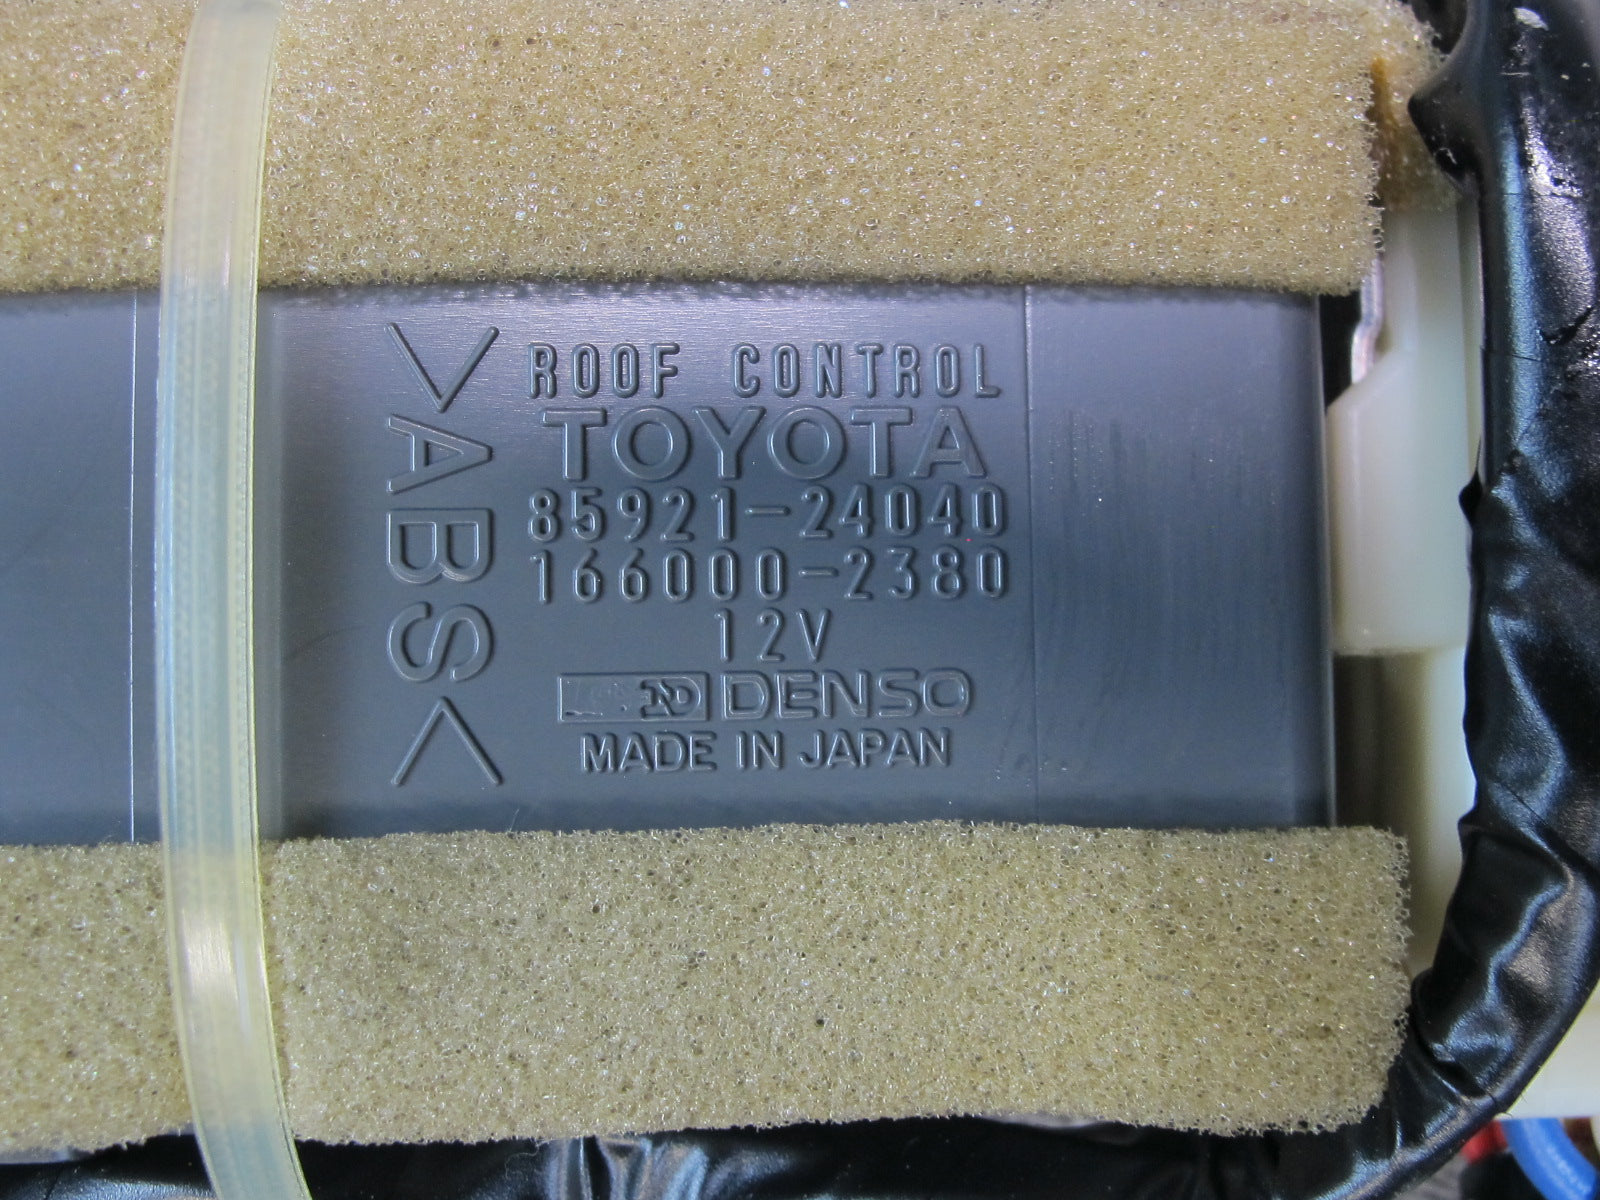 >ABS<
ROOF CONTROL
TOYOTA
85921-24040
166000-2380
12V
DENSO
MADE IN JAPAN